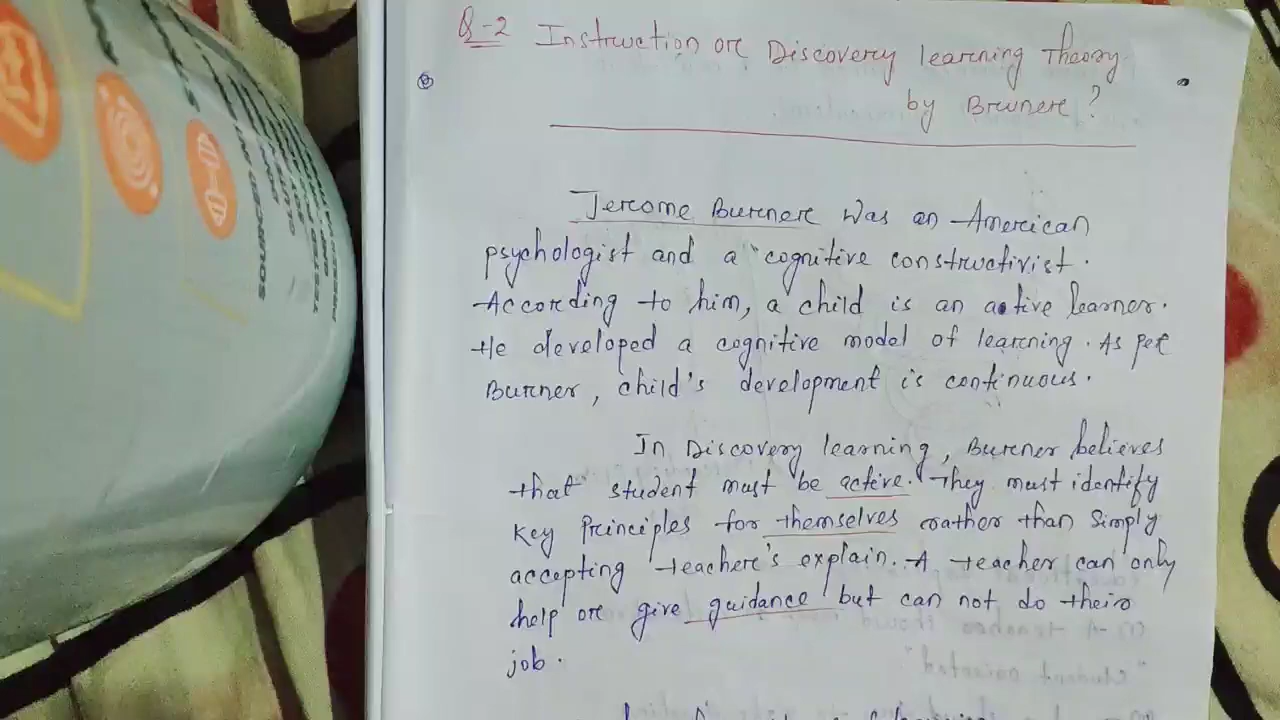 Q-2 Instruction or Discovery learning Theory
by Bruner ?
Jerome Burner was an American
psychologist and a cognitive constructivist.
According to him, a child is an active learner.
He developed a cognitive model of learning. As per
Burner, child's development is continuous.
In Discovery learning, Burner believes
that student must be active. They must identify
key principles for themselves rather than simply
accepting teacher's explain. A teacher can only
help or give guidance but can not do their
job.